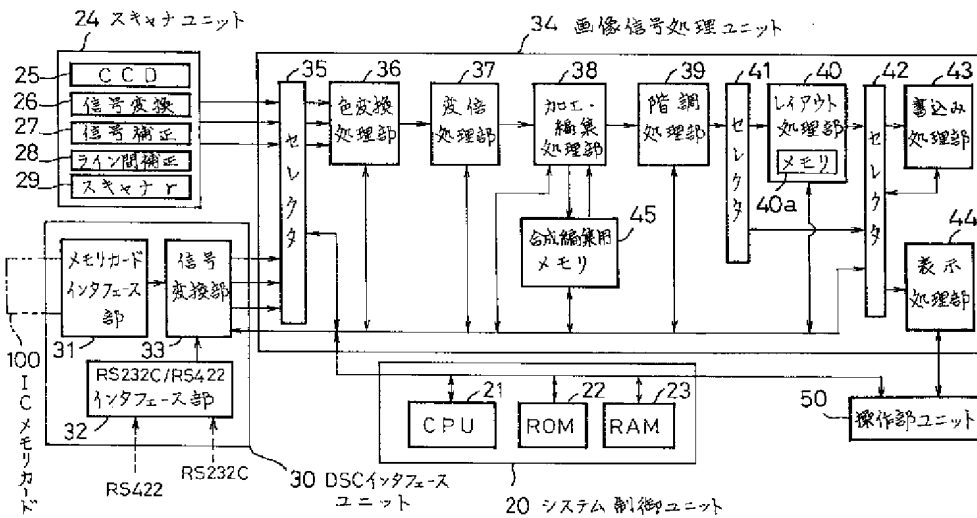 24 スキャナユニット
25
CCD
26
信号変換
27
信号補正
28
ライン間補正
29
スキャナr
34 画像信号処理ユニット
35
セレクタ
36
色変換
処理部
37
変倍
処理部
38
加工・
編集
処理部
39
階調
処理部
41
セレクタ
40
レイアウト
処理部
メモリ
40a
42
セレクタ
43
書込み
処理部
45
合成編集用
メモリ
44
表示
処理部
メモリカード
インタフェース
部
31
信号
変換部
33
RS232C/RS422
インタフェース部
32
RS422
RS232C
100 ICメモリカード
30 DSCインタフェース
ユニット
21
CPU
22
ROM
23
RAM
20 システム制御ユニット
50
操作部ユニット